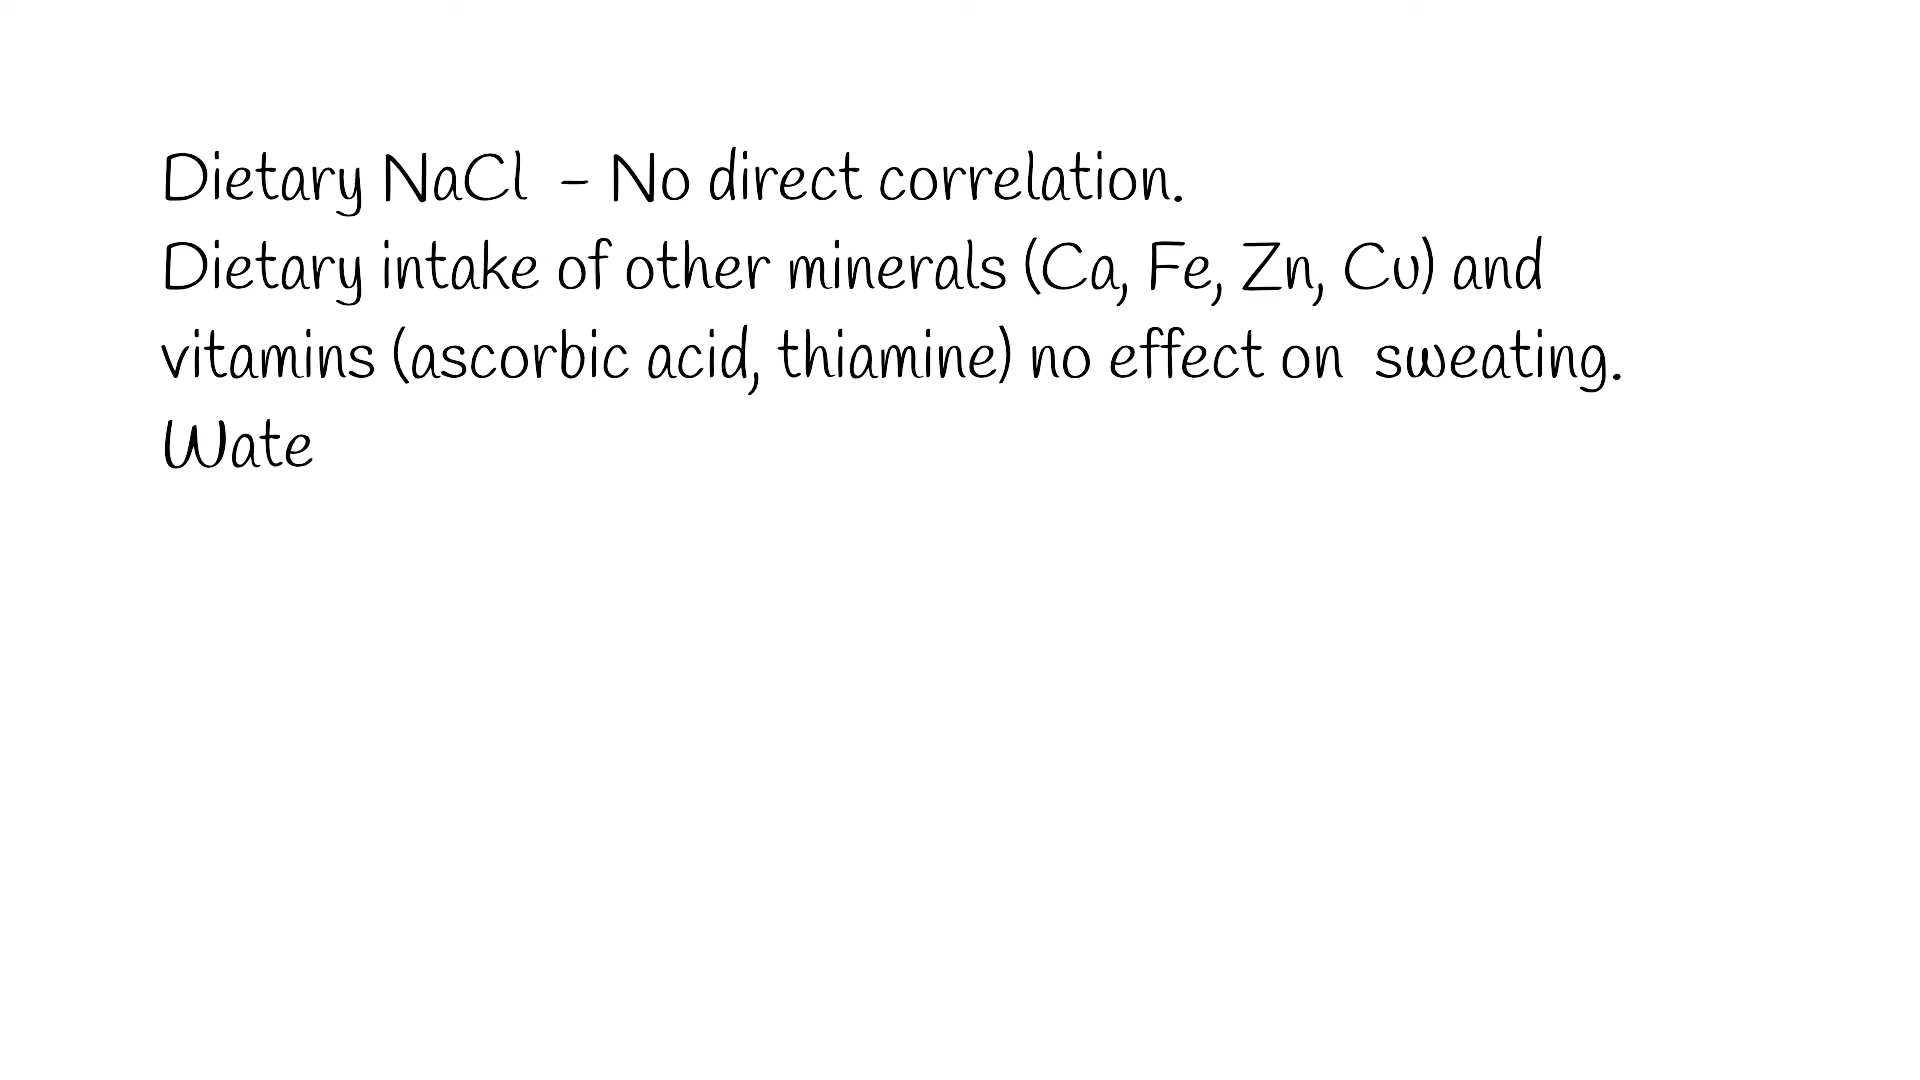 Dietary NaCl - No direct correlation.
Dietary intake of other minerals (Ca, Fe, Zn, Cu) and
vitamins (ascorbic acid, thiamine) no effect on sweating.
Wate